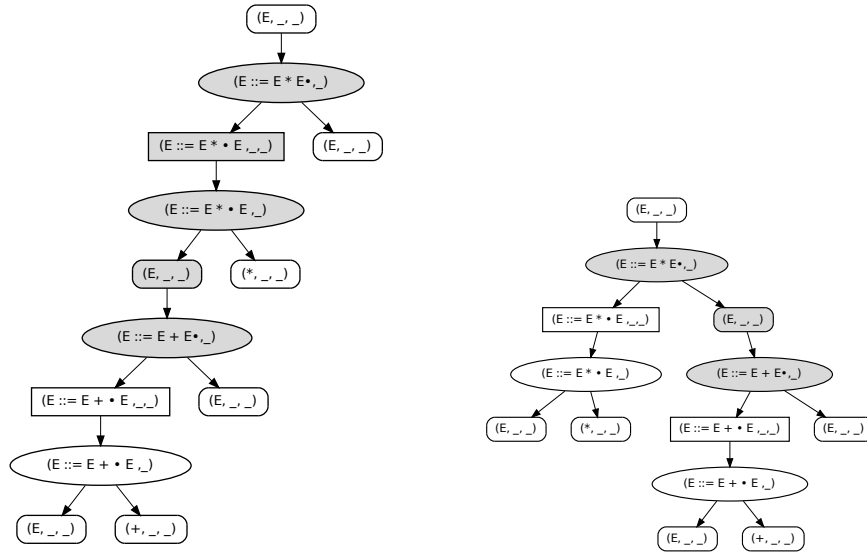 (E, _, _)
(E ::= E * E•,_)
(E ::= E * • E ,_,_)
(E, _, _)
(E ::= E * • E ,_)
(E, _, _)
(*, _, _)
(E ::= E + E•,_)
(E ::= E + • E ,_,_)
(E, _, _)
(E ::= E + • E ,_)
(E, _, _)
(+, _, _)
(E, _, _)
(E ::= E * E•,_)
(E ::= E * • E ,_,_)
(E, _, _)
(E ::= E * • E ,_)
(E ::= E + E•,_)
(E, _, _)
(*, _, _)
(E ::= E + • E ,_,_)
(E, _, _)
(E ::= E + • E ,_)
(E, _, _)
(+, _, _)